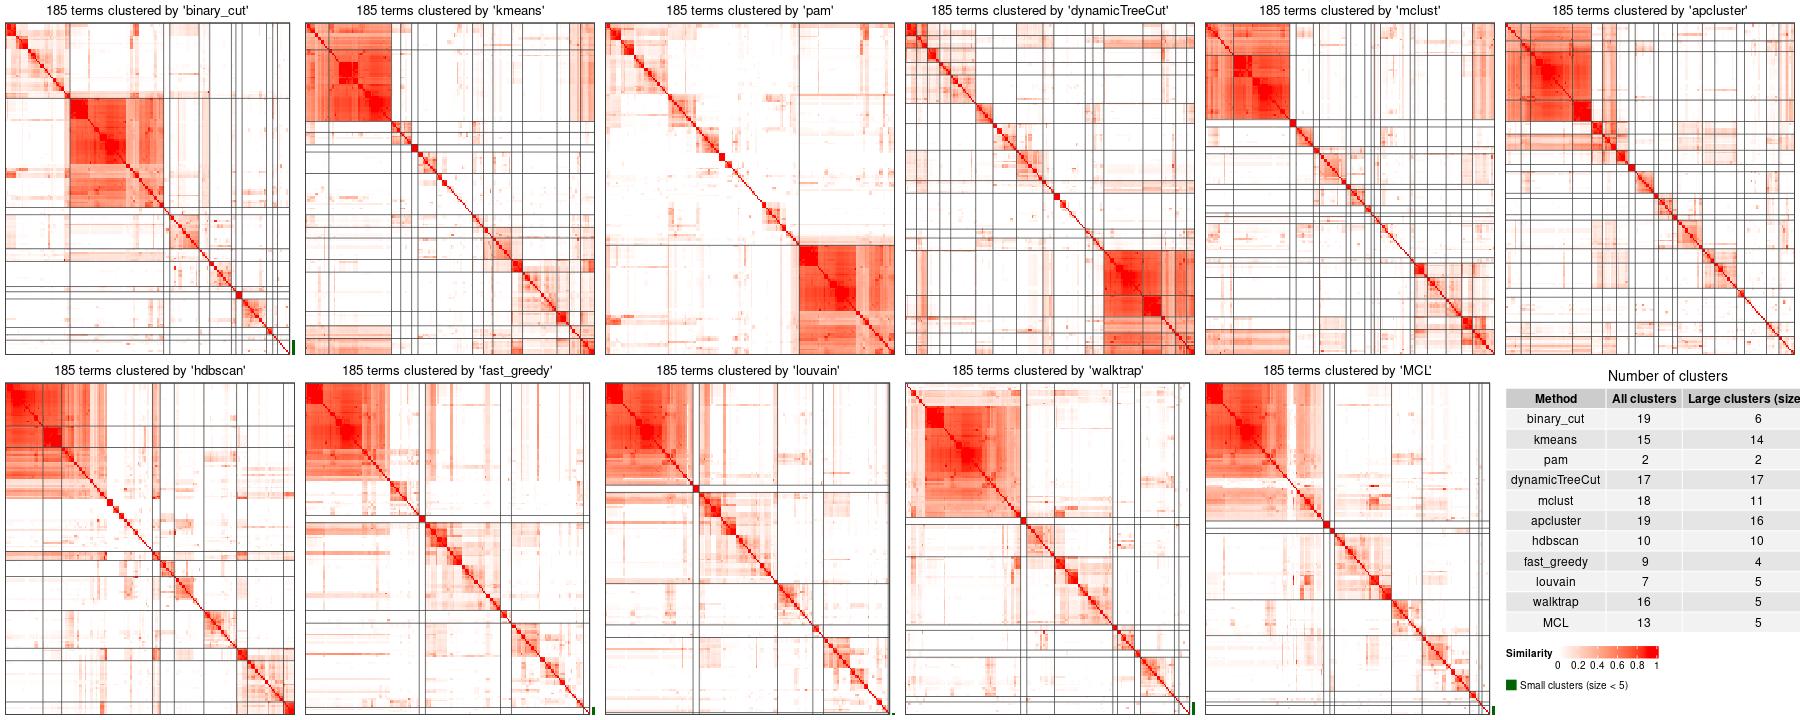 185 terms clustered by 'binary_cut'
185 terms clustered by 'kmeans'
185 terms clustered by 'pam'
185 terms clustered by 'dynamicTreeCut'
185 terms clustered by 'mclust'
185 terms clustered by 'apcluster'
185 terms clustered by 'hdbscan'
185 terms clustered by 'fast_greedy'
185 terms clustered by 'louvain'
185 terms clustered by 'walktrap'
185 terms clustered by 'MCL'
Number of clusters
Method All clusters Large clusters (size
binary_cut 19 6
kmeans 15 14
pam 2 2
dynamicTreeCut 17 17
mclust 18 11
apcluster 19 16
hdbscan 10 10
fast_greedy 9 4
louvain 7 5
walktrap 16 5
MCL 13 5
Similarity
0 0.2 0.4 0.6 0.8 1
Small clusters (size < 5)